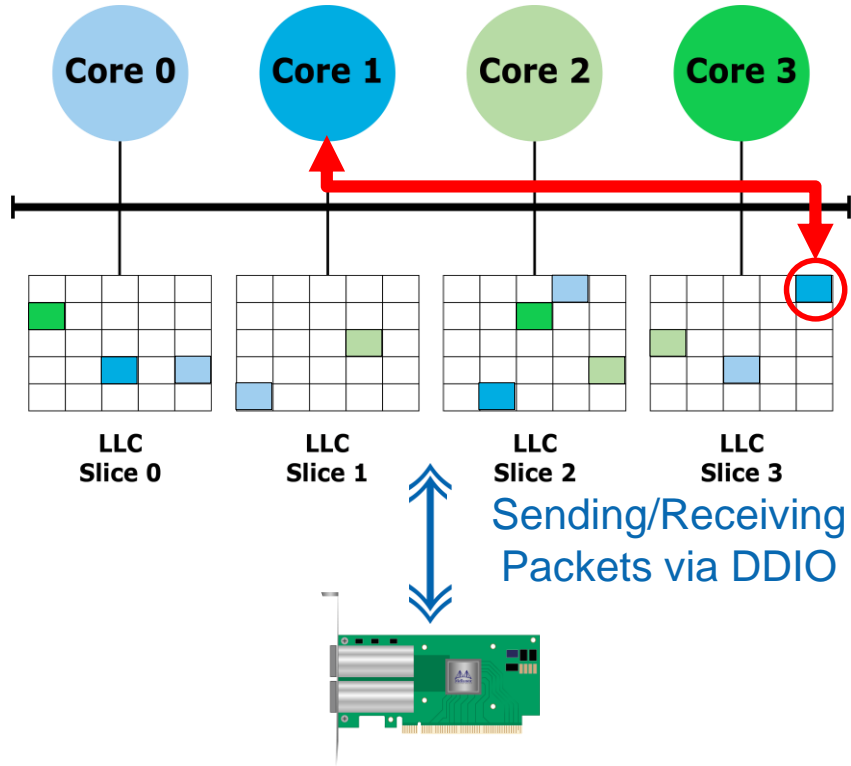 Core 0
Core 1
Core 2
Core 3
LLC
Slice 0
LLC
Slice 1
LLC
Slice 2
LLC
Slice 3
Sending/Receiving
Packets via DDIO